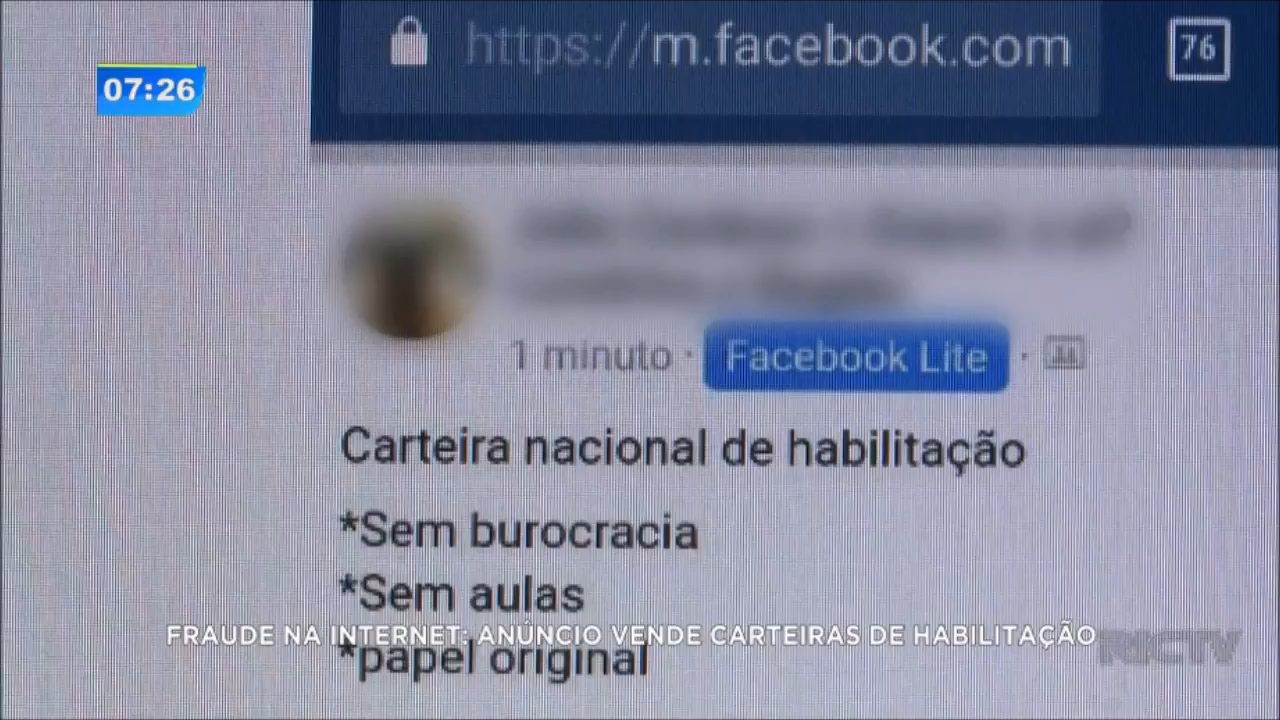 https://m.facebook.com
76
07:26
1 minuto · Facebook Lite ·
Carteira nacional de habilitação
*Sem burocracia
*Sem aulas
FRAUDE NA INTERNET: ANÚNCIO VENDE CARTEIRAS DE HABILITAÇÃO
*papel original
RICTV